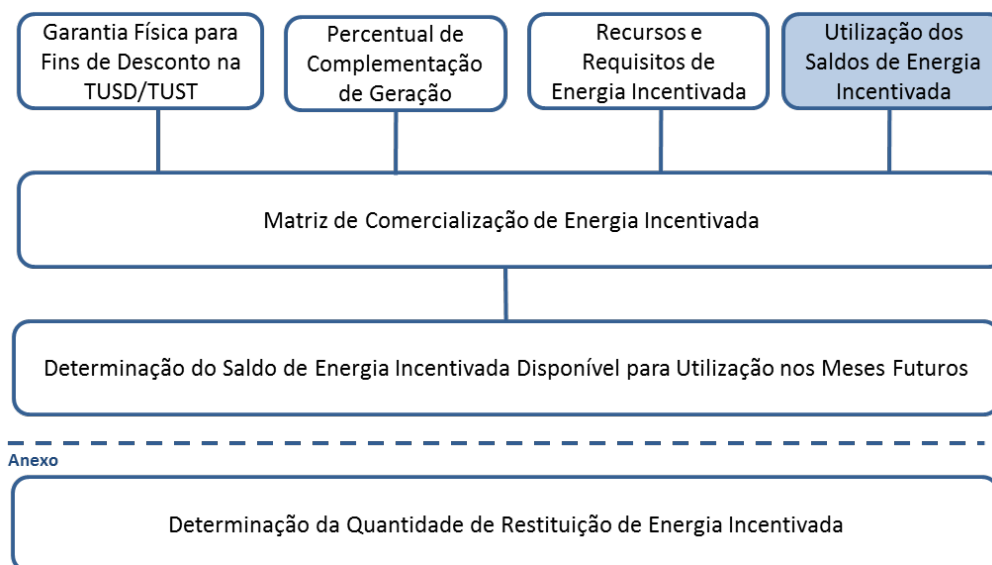 Garantia Física para
Fins de Desconto na
TUSD/TUST
Percentual de
Complementação
de Geração
Recursos e
Requisitos de
Energia Incentivada
Utilização dos
Saldos de Energia
Incentivada
Matriz de Comercialização de Energia Incentivada
Determinação do Saldo de Energia Incentivada Disponível para Utilização nos Meses Futuros
Anexo
Determinação da Quantidade de Restituição de Energia Incentivada